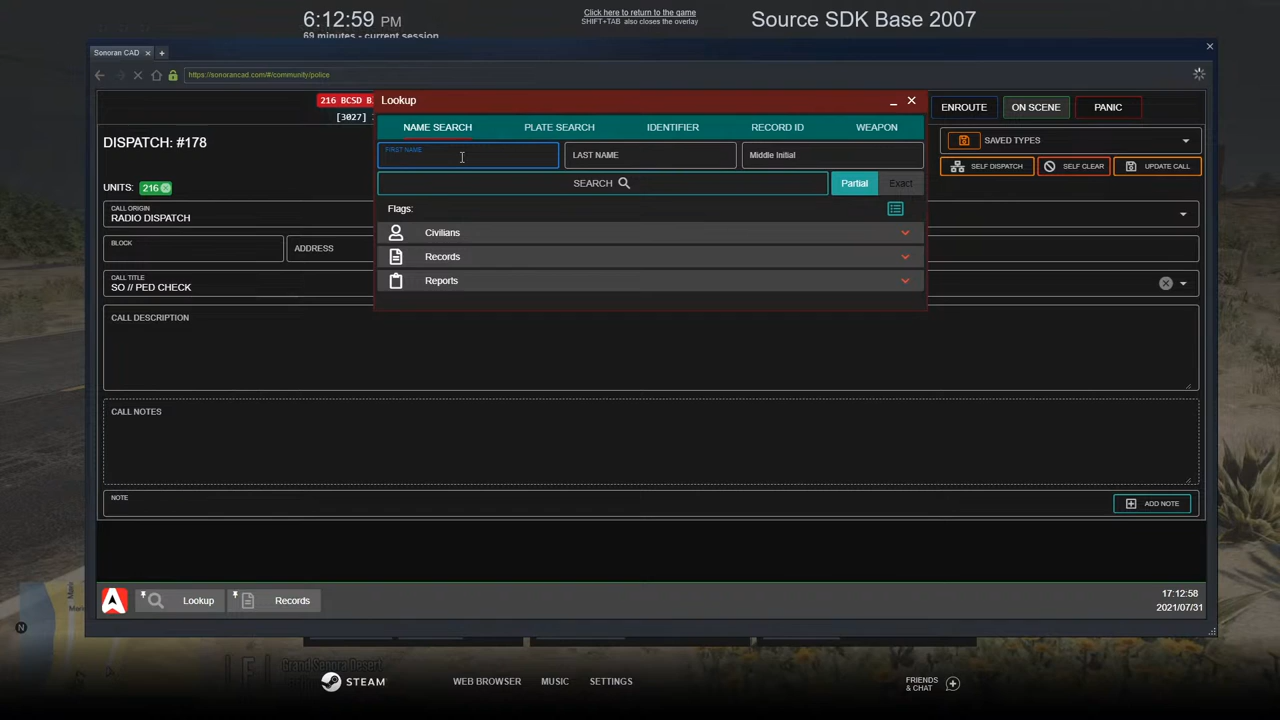 6:12:59 PM
69 minutes - current session
Click here to return to the game
SHIFT+TAB also closes the overlay
Source SDK Base 2007
Sonoran CAD
https://sonorancad.com/#/community/police
216 BCSD
[3027]
Lookup
ENROUTE ON SCENE PANIC
NAME SEARCH PLATE SEARCH IDENTIFIER RECORD ID WEAPON
DISPATCH: #178
SAVED TYPES
FIRST NAME
LAST NAME
Middle Initial
SELF DISPATCH SELF CLEAR UPDATE CALL
SEARCH
Partial Exact
UNITS: 216
Flags:
CALL ORIGIN
RADIO DISPATCH
Civilians
BLOCK
ADDRESS
Records
CALL TITLE
SO // PED CHECK
Reports
CALL DESCRIPTION
CALL NOTES
NOTE
ADD NOTE
Lookup Records
17:12:58
2021/07/31
N
Grand Senora Desert
STEAM
WEB BROWSER MUSIC SETTINGS
FRIENDS
& CHAT